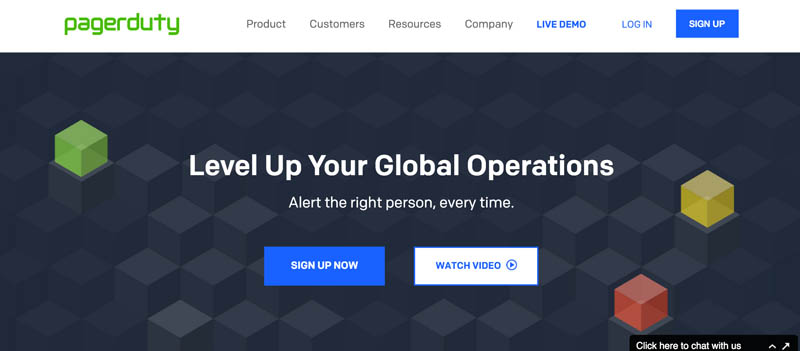 pagerduty
Product Customers Resources Company LIVE DEMO LOG IN SIGN UP
Level Up Your Global Operations
Alert the right person, every time.
SIGN UP NOW WATCH VIDEO
Click here to chat with us